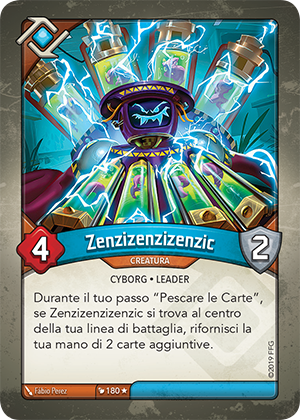 Zenzizenzizenzic
CREATURA
4
2
CYBORG • LEADER
Durante il tuo passo “Pescare le Carte”,
se Zenzizenzizenzic si trova al centro
della tua linea di battaglia, rifornisci la
tua mano di 2 carte aggiuntive.
©2019 FFG
Fabio Perez
180